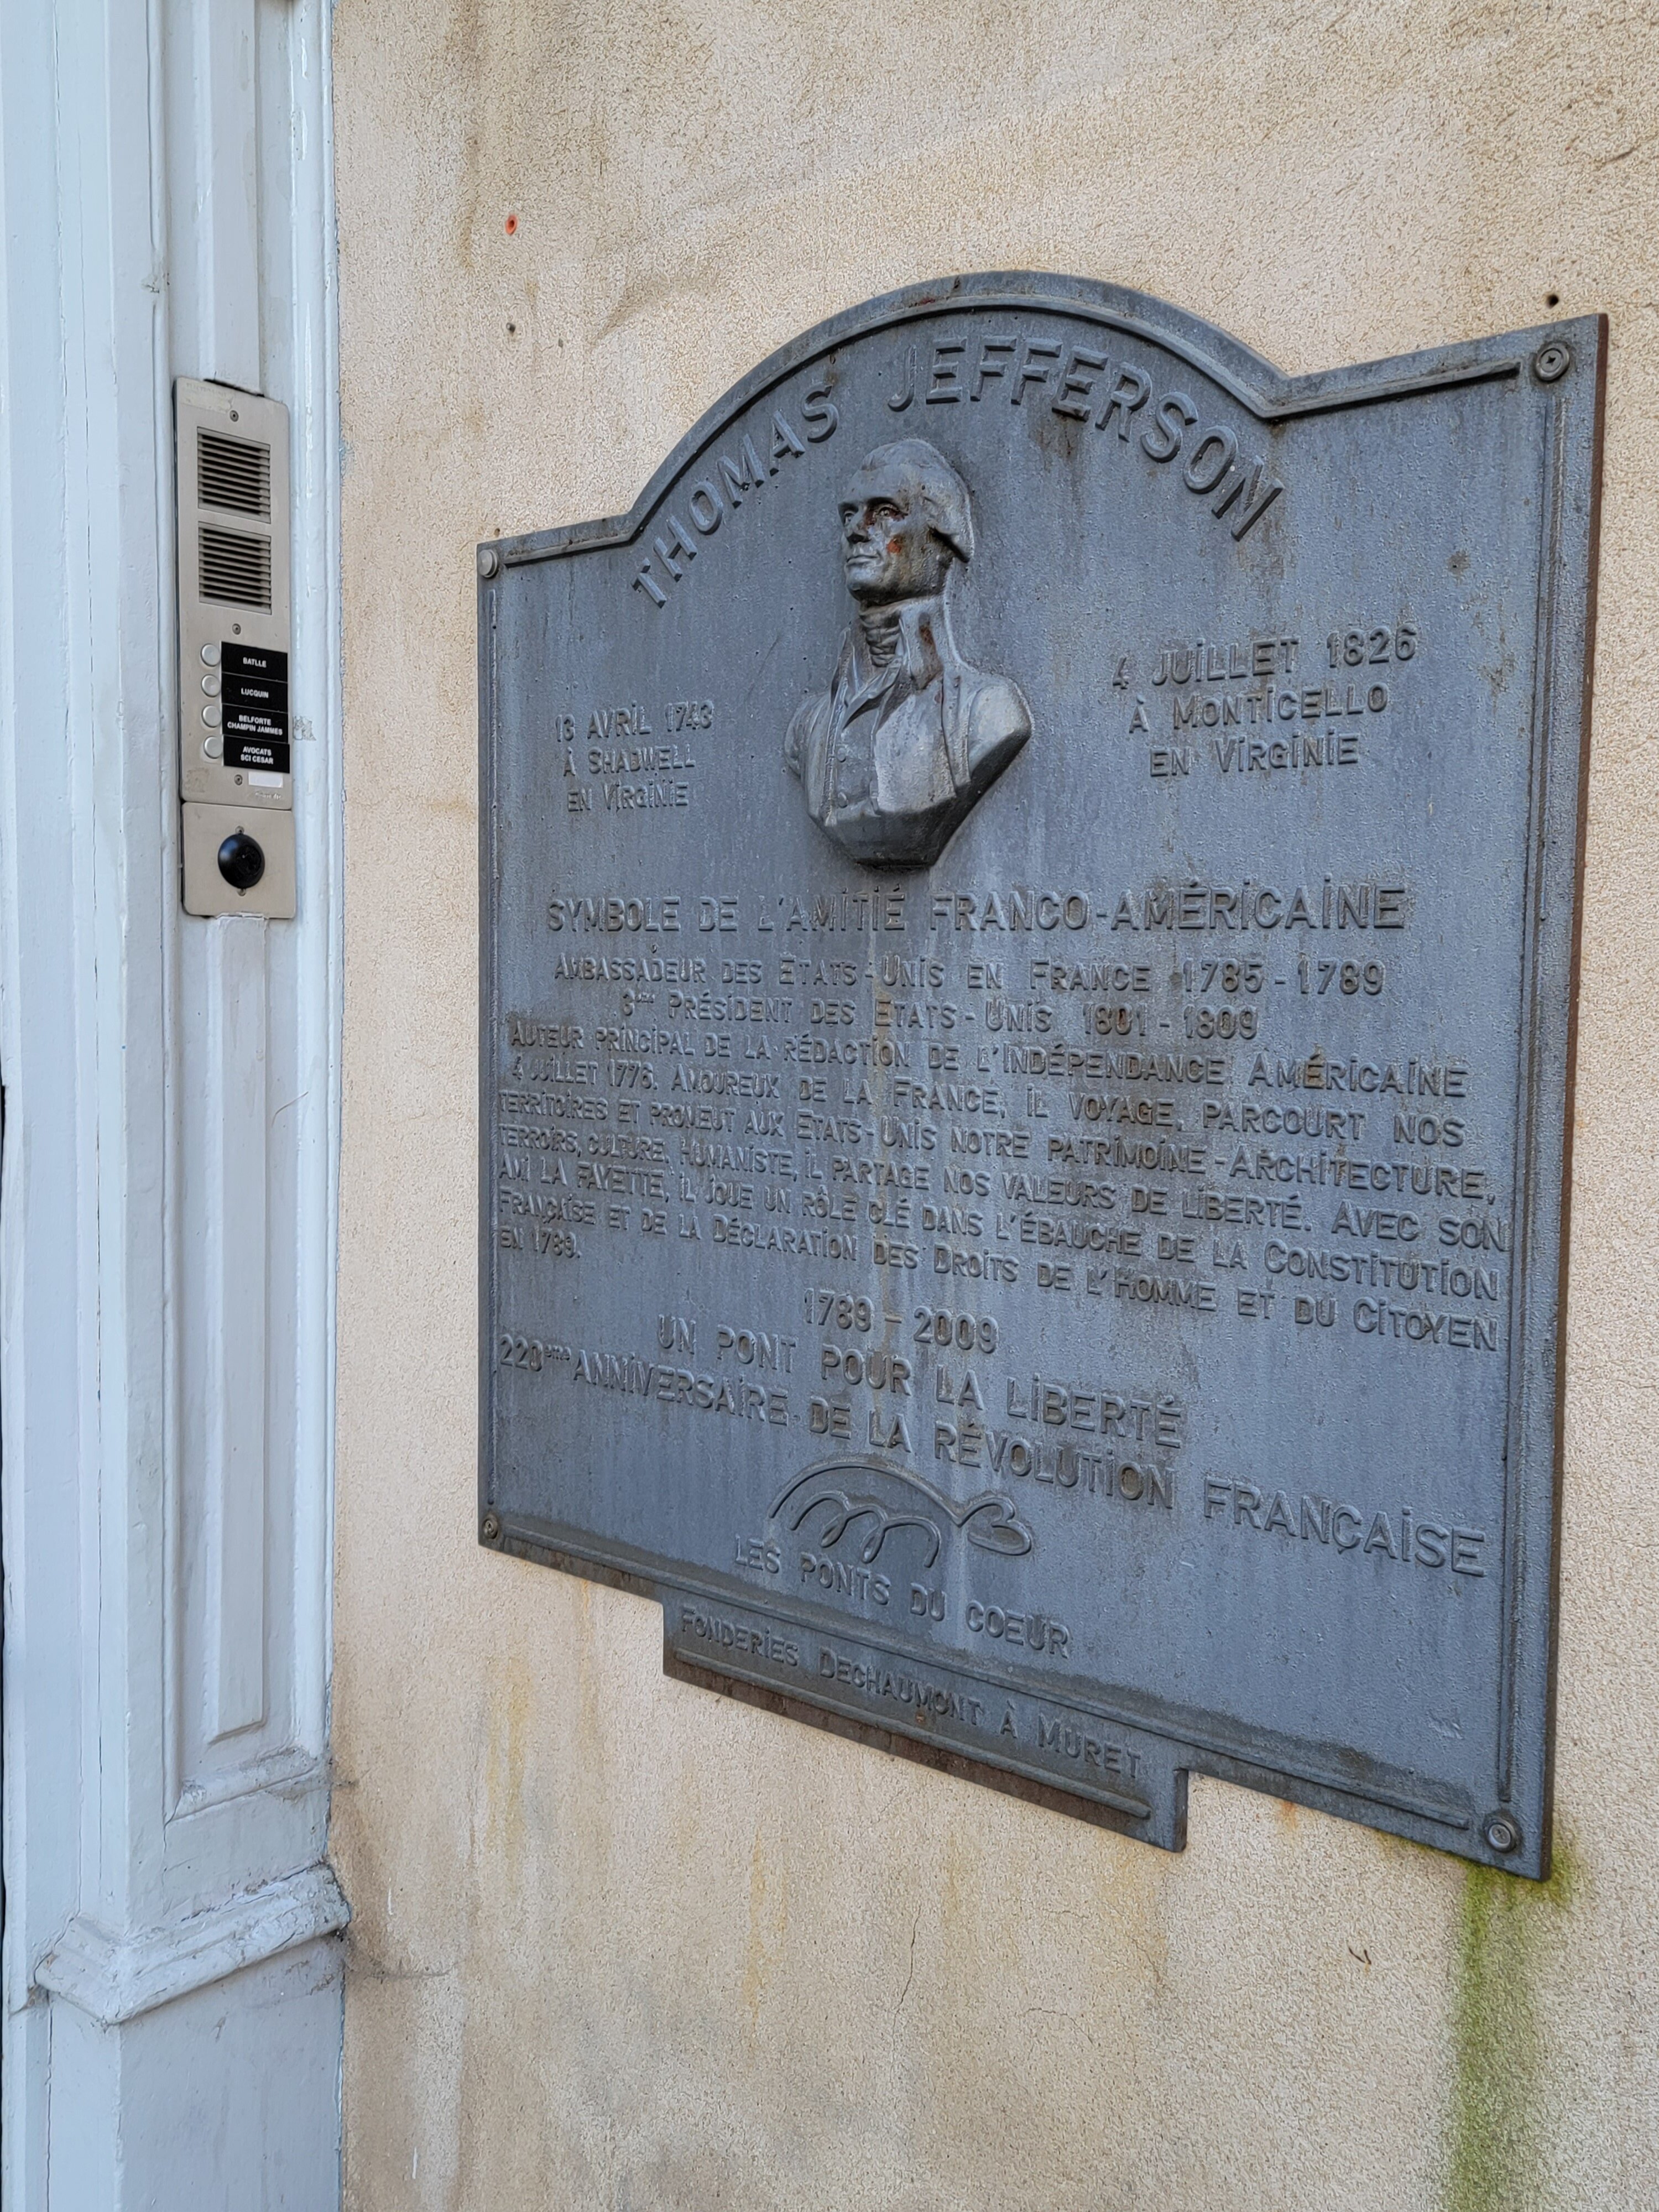 BATLLE
LUCQUIN
BELFORTE
CHAMPIN JAMMES
AVOCATS
SCI CESAR
THOMAS JEFFERSON
13 AVRIL 1743
À SHADWELL
EN VIRGINIE
4 JUILLET 1826
À MONTICELLO
EN VIRGINIE
SYMBOLE DE L'AMITIÉ FRANCO-AMÉRICAINE
AMBASSADEUR DES ETATS-UNIS EN FRANCE 1785-1789
3ème PRÉSIDENT DES ETATS-UNIS 1801-1809
AUTEUR PRINCIPAL DE LA RÉDACTION DE L'INDÉPENDANCE AMÉRICAINE
4 JUILLET 1776. AMOUREUX DE LA FRANCE, IL VOYAGE, PARCOURT NOS
TERRITOIRES ET PROMEUT AUX ETATS-UNIS NOTRE PATRIMOINE-ARCHITECTURE,
TERROIRS, CULTURE, HUMANISTE, IL PARTAGE NOS VALEURS DE LIBERTÉ. AVEC SON
AMI LA FAYETTE, IL JOUE UN RÔLE CLÉ DANS L'ÉBAUCHE DE LA CONSTITUTION
FRANÇAISE ET DE LA DÉCLARATION DES DROITS DE L'HOMME ET DU CITOYEN
EN 1789.
1789-2009
UN PONT POUR LA LIBERTÉ
220ème ANNIVERSAIRE DE LA RÉVOLUTION FRANÇAISE
LES PONTS DU COEUR
FONDERIES DECHAUMONT À MURET